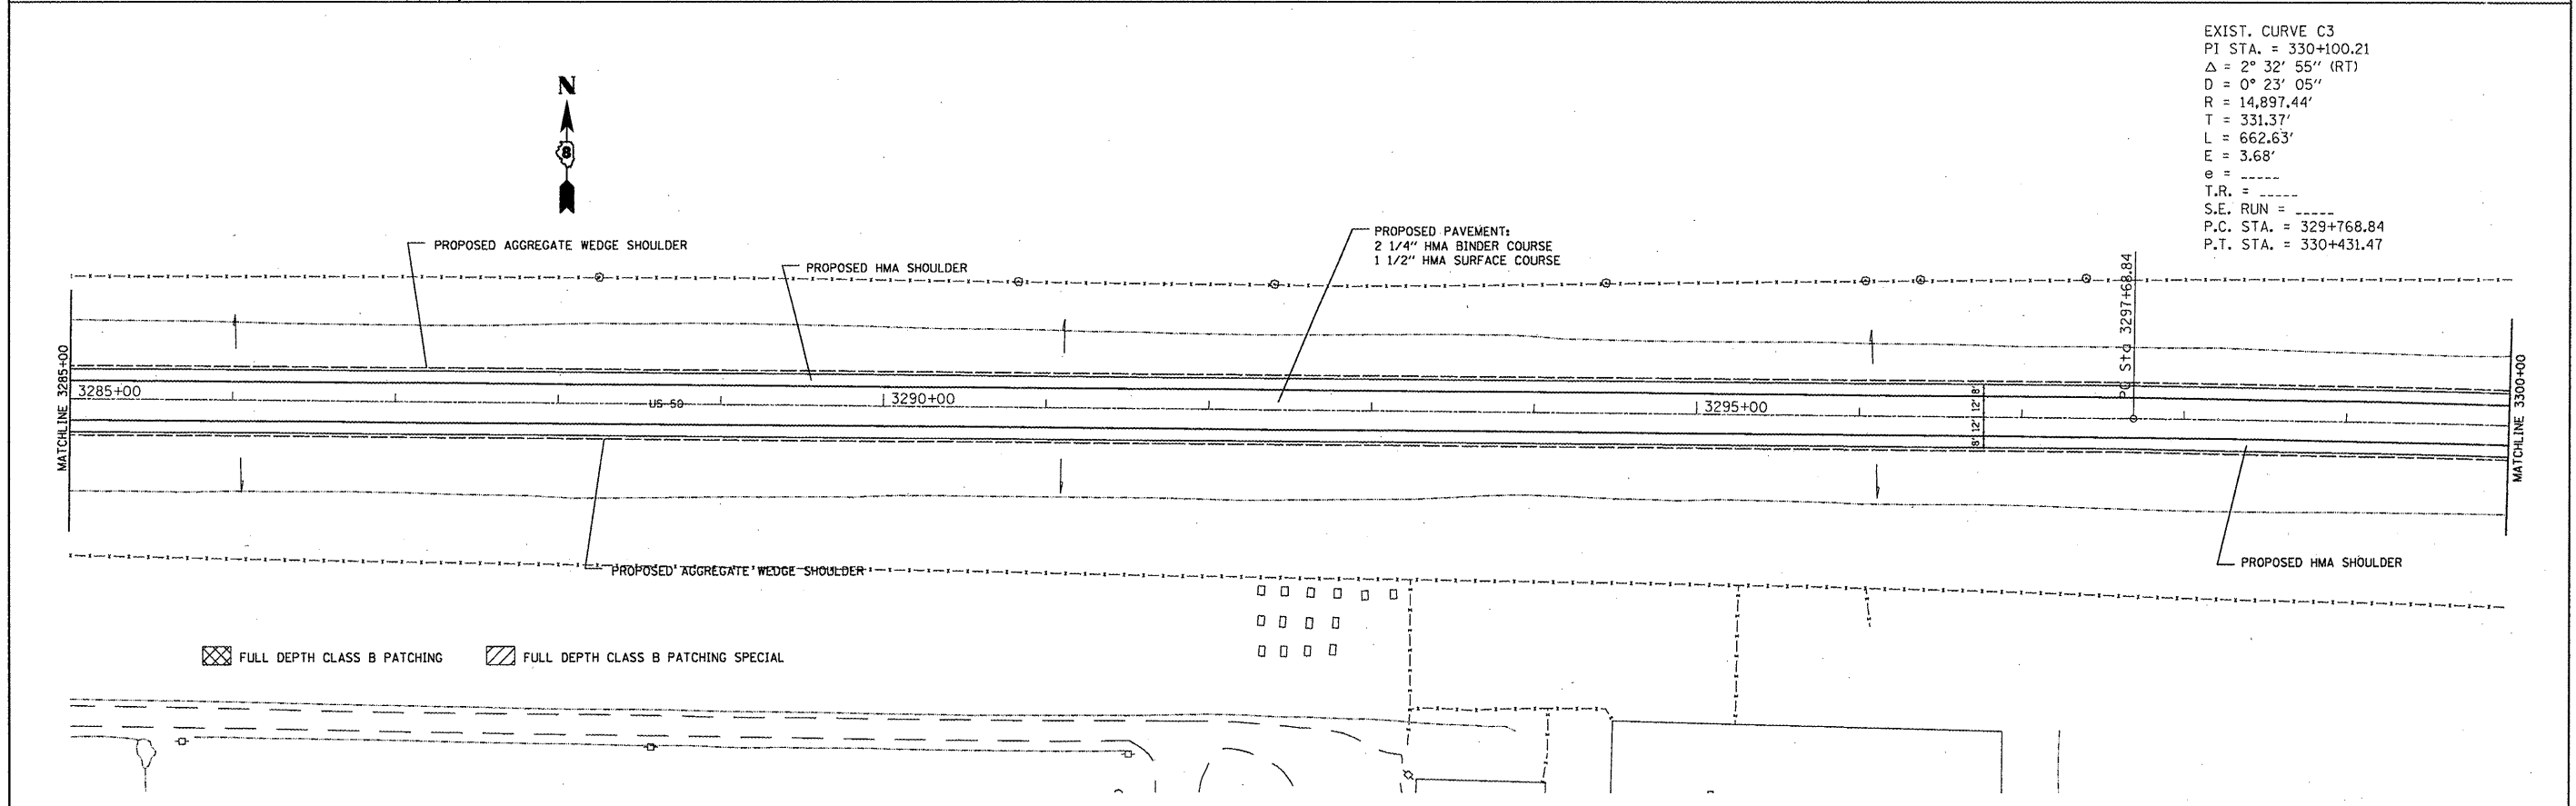 EXIST. CURVE C3
PI STA. = 330+100.21
Δ = 2° 32' 55" (RT)
D = 0° 23' 05"
R = 14,897.44'
T = 331.37'
L = 662.63'
E = 3.68'
e = _____
T.R. = _____
S.E. RUN = _____
P.C. STA. = 329+768.84
P.T. STA. = 330+431.47
N
8
PROPOSED AGGREGATE WEDGE SHOULDER
PROPOSED HMA SHOULDER
PROPOSED PAVEMENT:
2 1/4" HMA BINDER COURSE
1 1/2" HMA SURFACE COURSE
PC Sta 3297+68.84
MATCHLINE 3285+00
3285+00
US-50
3290+00
3295+00
8' 12' 12' 8'
MATCHLINE 3300+00
PROPOSED AGGREGATE WEDGE SHOULDER
PROPOSED HMA SHOULDER
FULL DEPTH CLASS B PATCHING
FULL DEPTH CLASS B PATCHING SPECIAL